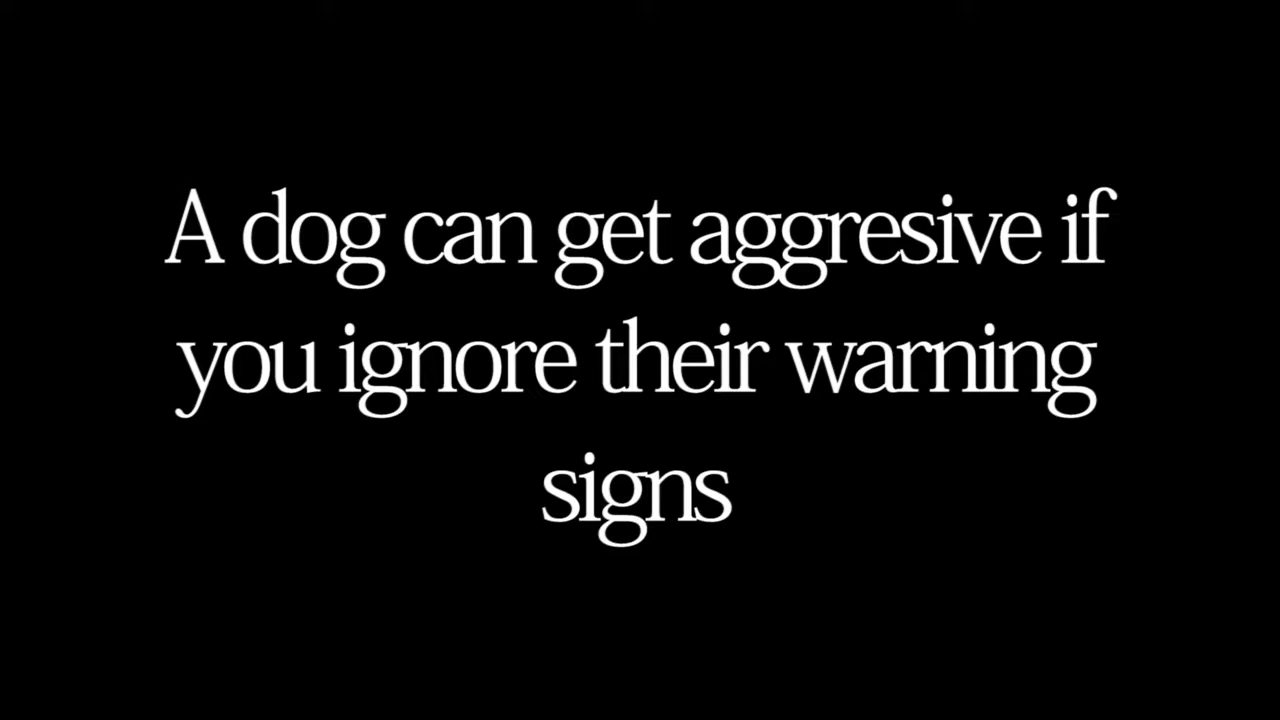 A dog can get aggresive if
you ignore their warning
signs